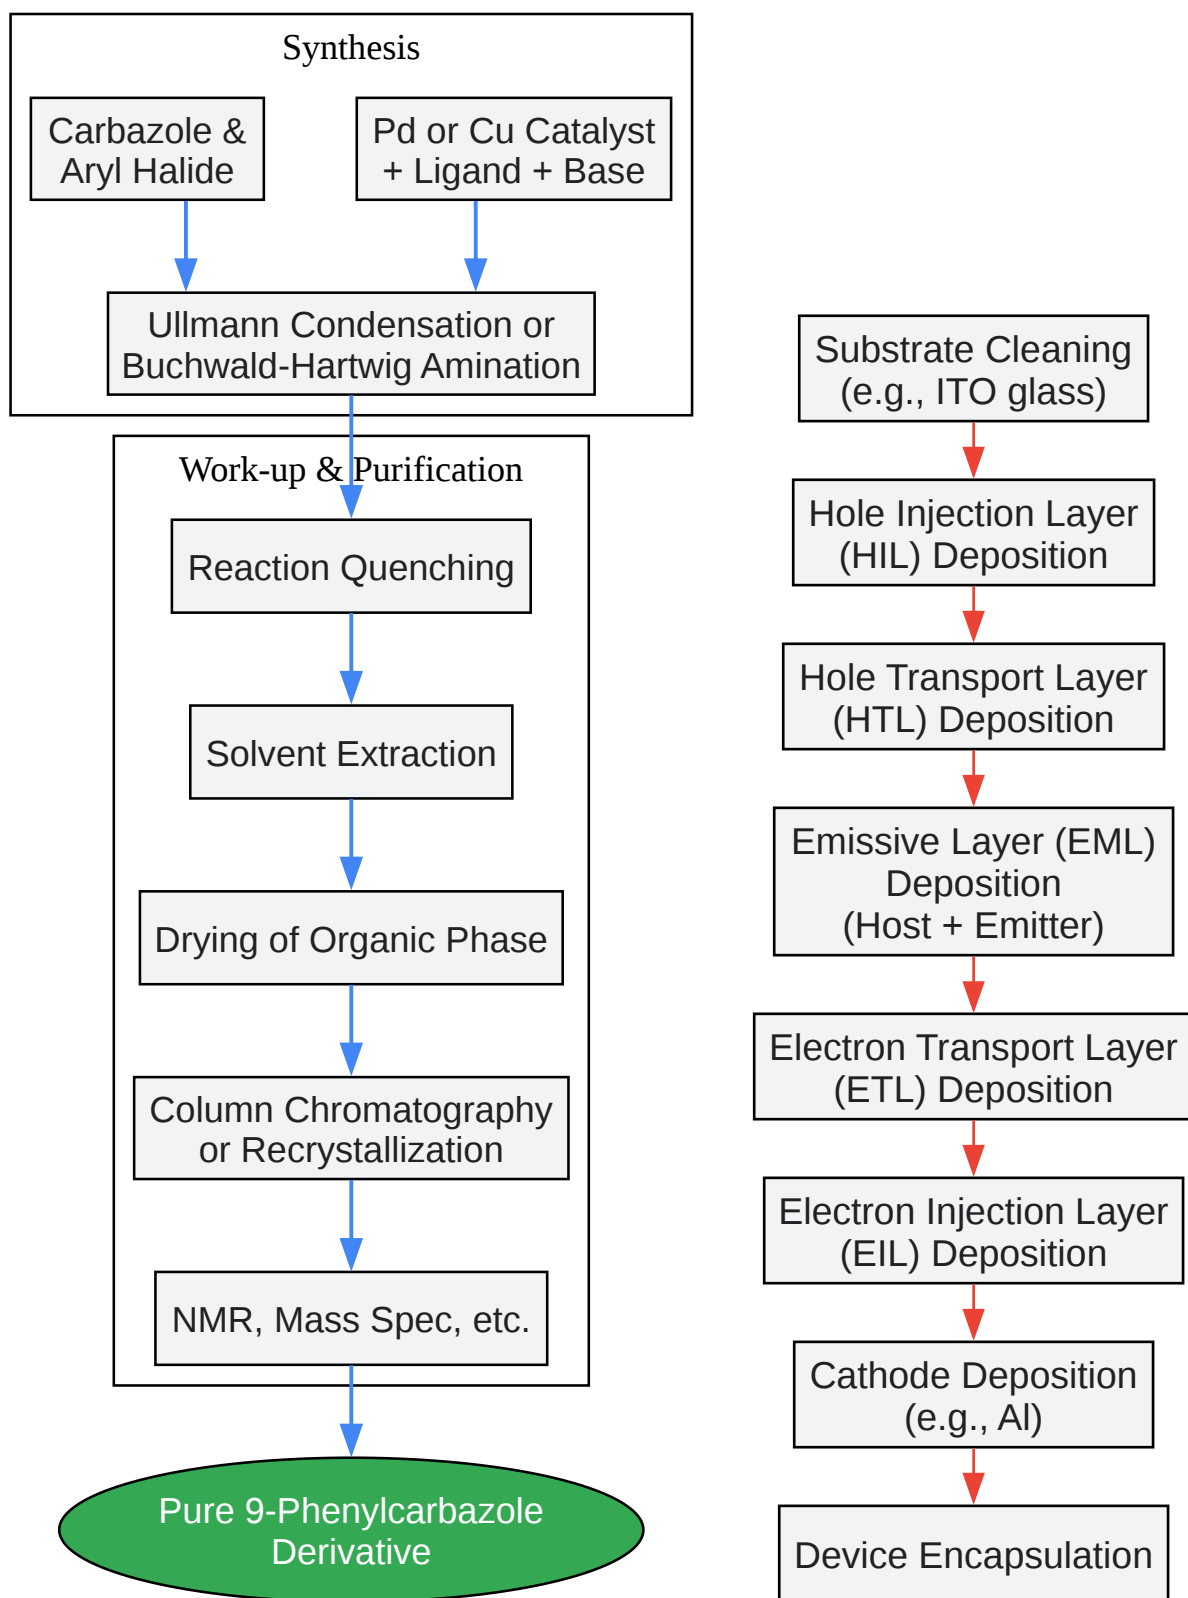 Synthesis
Carbazole &
Aryl Halide
Pd or Cu Catalyst
+ Ligand + Base
Ullmann Condensation or
Buchwald-Hartwig Amination
Work-up & Purification
Reaction Quenching
Solvent Extraction
Drying of Organic Phase
Column Chromatography
or Recrystallization
NMR, Mass Spec, etc.
Pure 9-Phenylcarbazole
Derivative
Substrate Cleaning
(e.g., ITO glass)
Hole Injection Layer
(HIL) Deposition
Hole Transport Layer
(HTL) Deposition
Emissive Layer (EML)
Deposition
(Host + Emitter)
Electron Transport Layer
(ETL) Deposition
Electron Injection Layer
(EIL) Deposition
Cathode Deposition
(e.g., Al)
Device Encapsulation